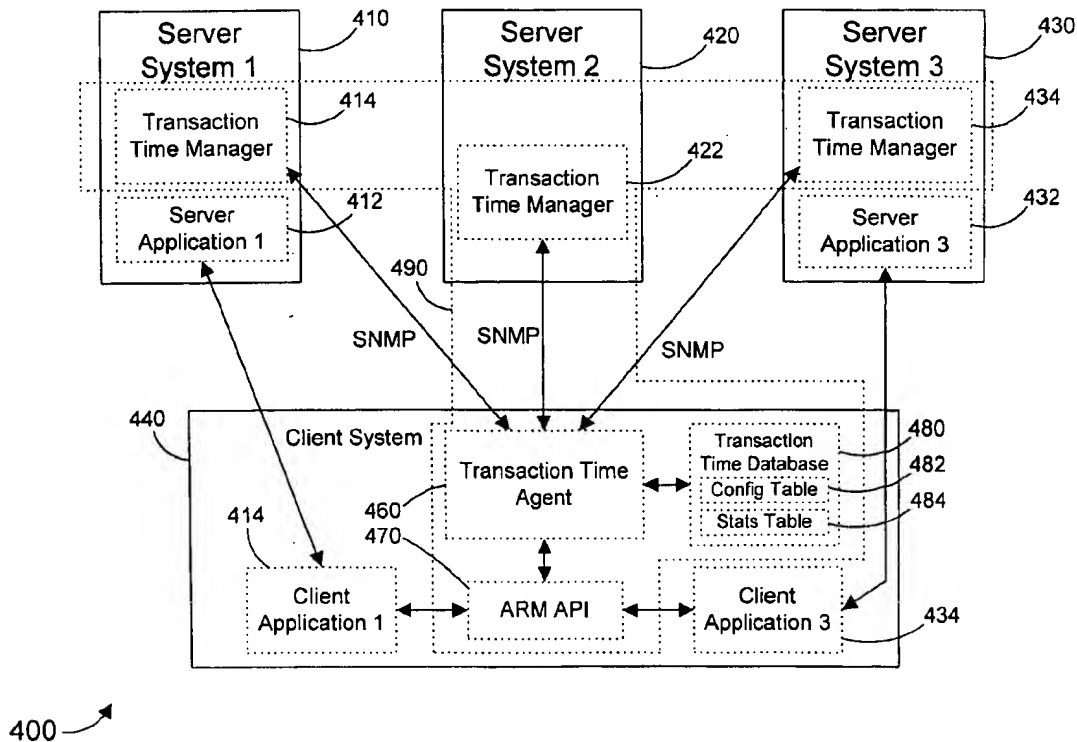 Server
System 1
410
Server
System 2
420
Server
System 3
430
Transaction
Time Manager
414
Transaction
Time Manager
422
Transaction
Time Manager
434
Server
Application 1
412
Server
Application 3
432
490
SNMP
SNMP
SNMP
440
Client System
Transaction Time
Agent
460
Transaction
Time Database
480
Config Table
482
Stats Table
484
414
470
Client
Application 1
ARM API
Client
Application 3
434
400